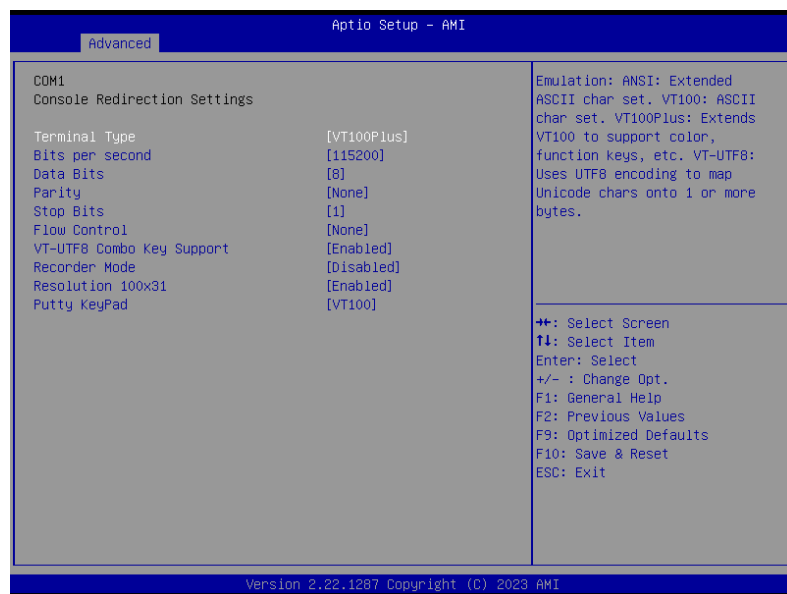 Aptio Setup – AMI
Advanced
COM1
Console Redirection Settings
Terminal Type [VT100Plus]
Bits per second [115200]
Data Bits [8]
Parity [None]
Stop Bits [1]
Flow Control [None]
VT-UTF8 Combo Key Support [Enabled]
Recorder Mode [Disabled]
Resolution 100x31 [Enabled]
Putty KeyPad [VT100]
Emulation: ANSI: Extended
ASCII char set. VT100: ASCII
char set. VT100Plus: Extends
VT100 to support color,
function keys, etc. VT-UTF8:
Uses UTF8 encoding to map
Unicode chars onto 1 or more
bytes.
→←: Select Screen
↑↓: Select Item
Enter: Select
+/- : Change Opt.
F1: General Help
F2: Previous Values
F9: Optimized Defaults
F10: Save & Reset
ESC: Exit
Version 2.22.1287 Copyright (C) 2023 AMI